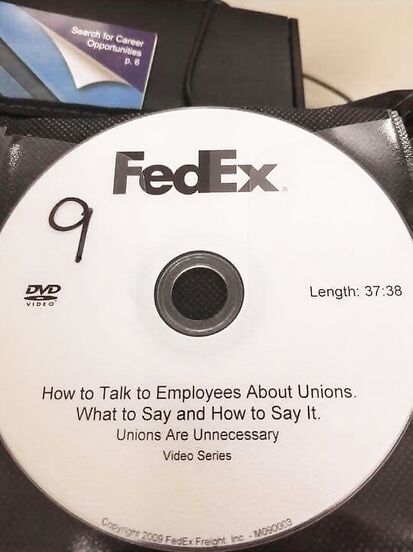 Search for Career
Opportunities
p. 6
FedEx®
9
DVD
VIDEO
Length: 37:38
How to Talk to Employees About Unions.
What to Say and How to Say It.
Unions Are Unnecessary
Video Series
Copyright 2009 FedEx Freight, Inc. - M090003